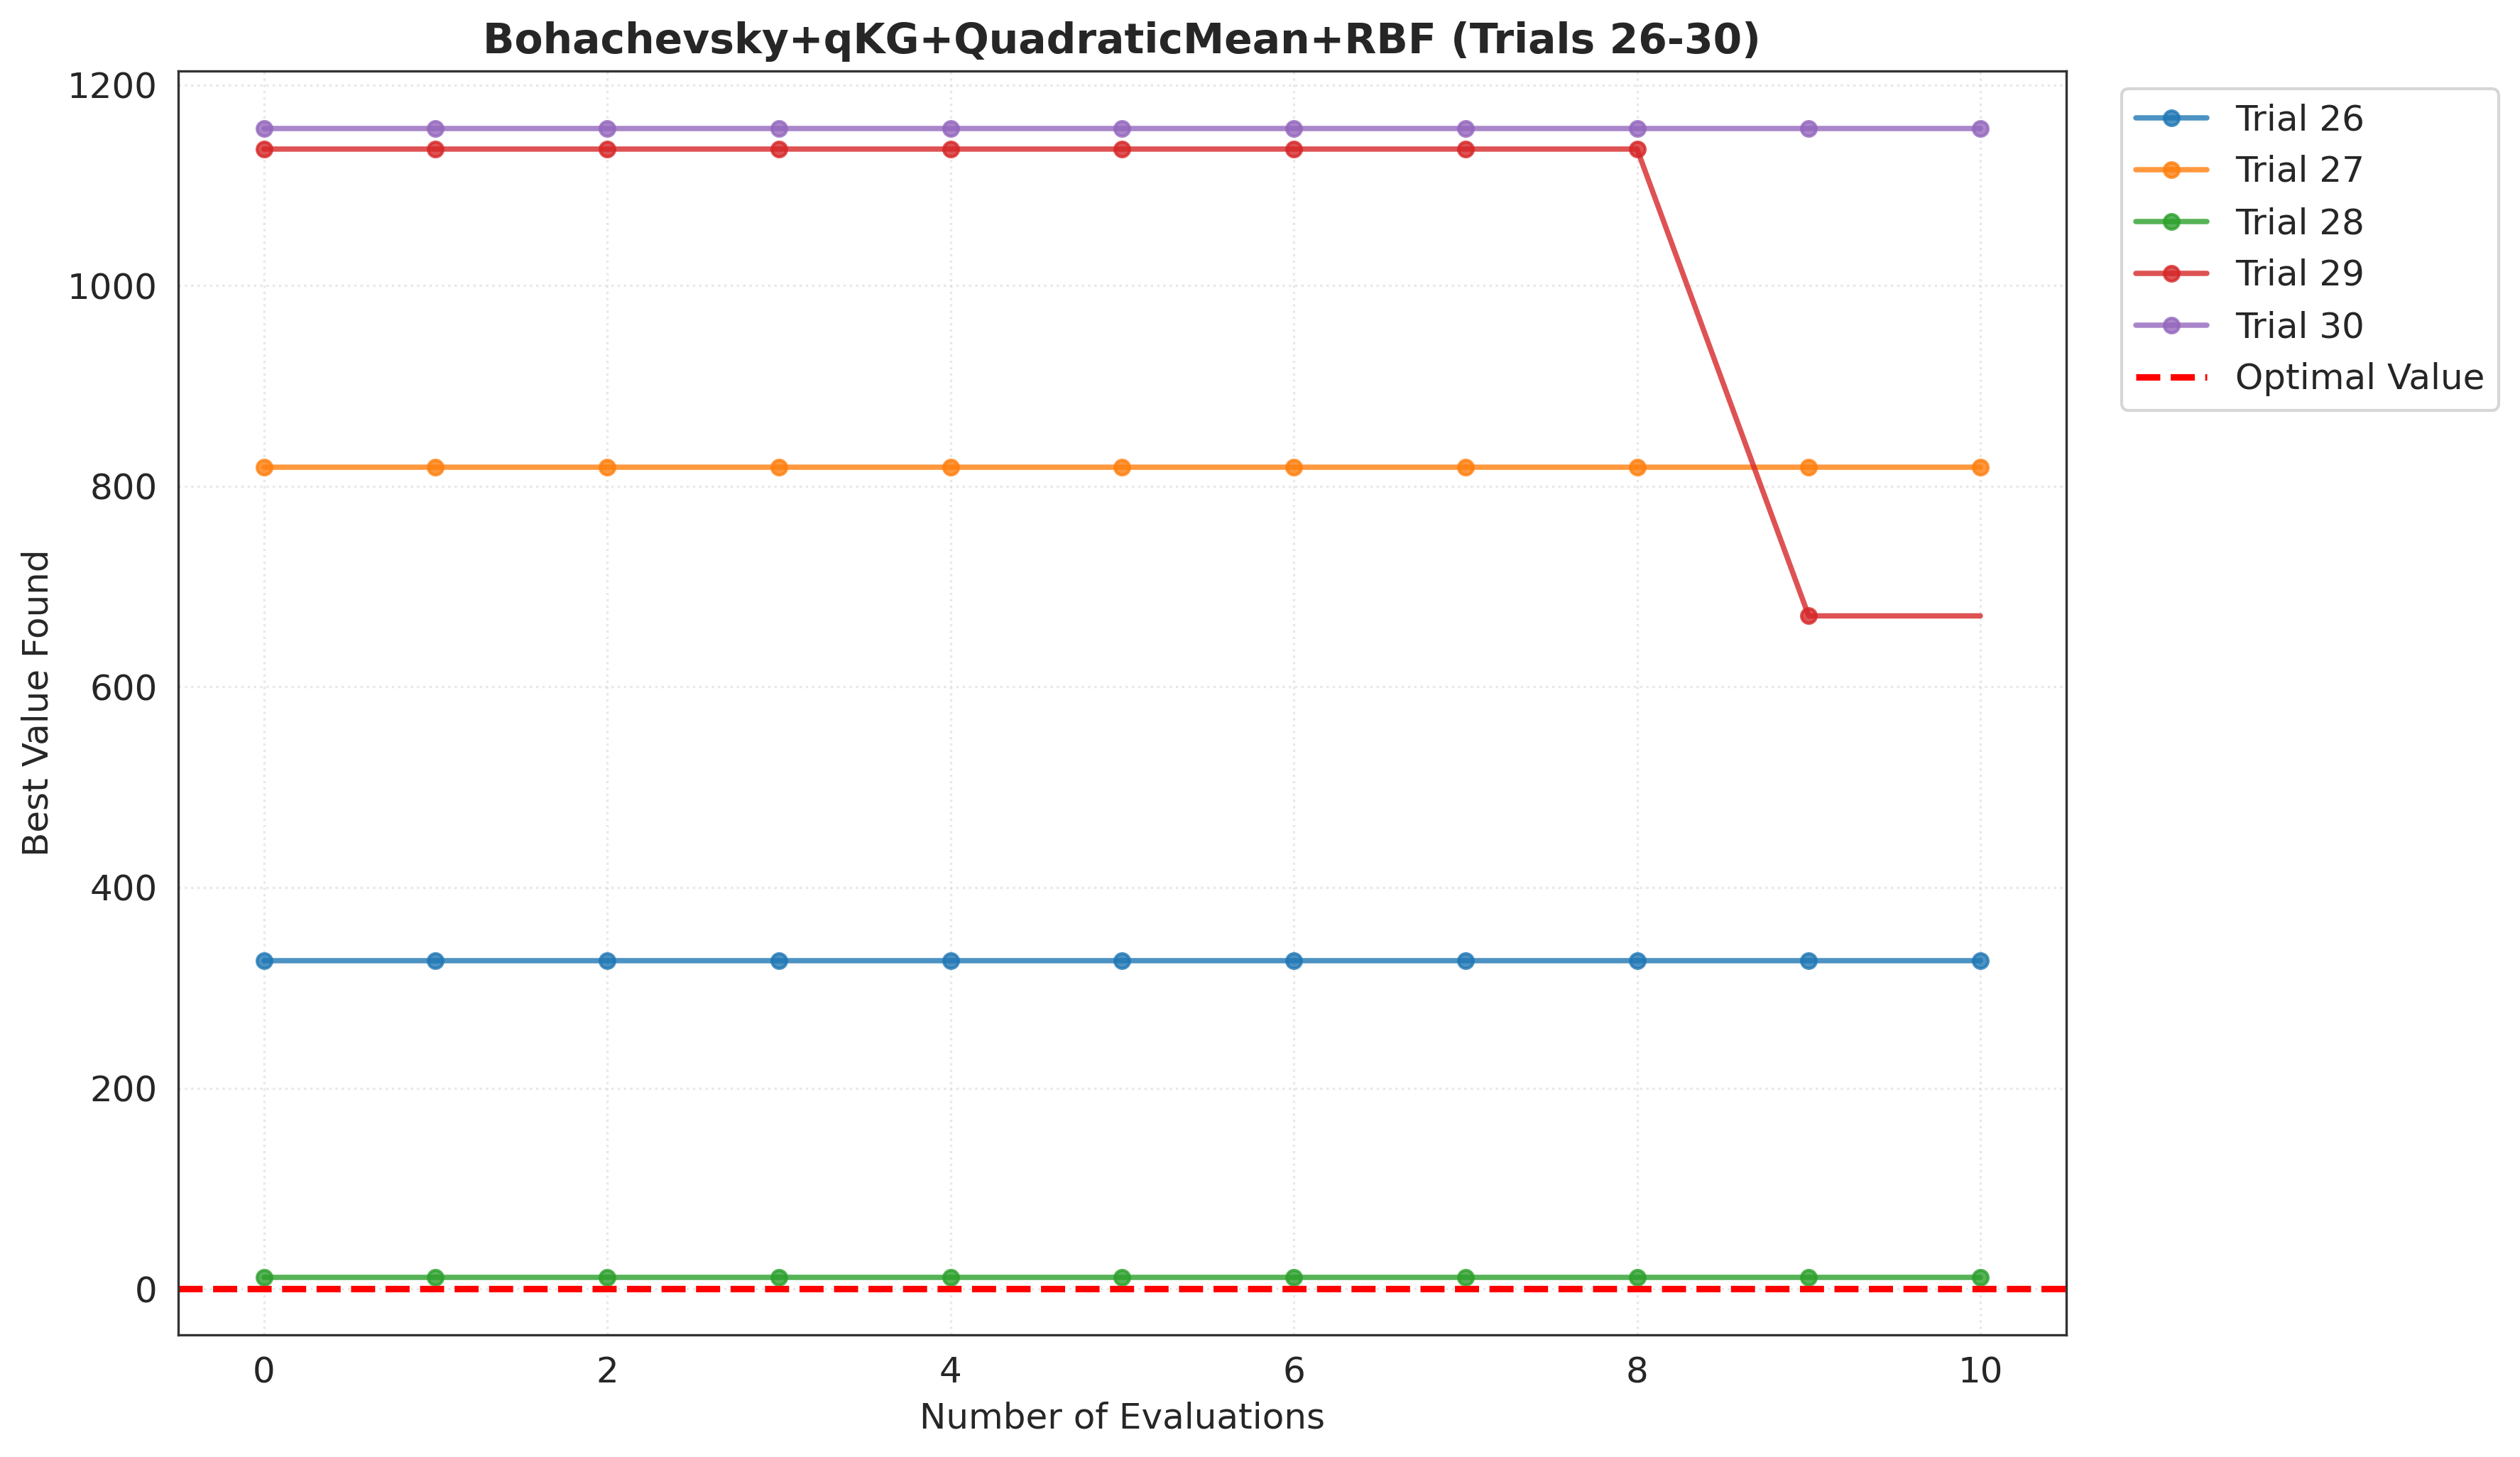 Bohachevsky+qKG+QuadraticMean+RBF (Trials 26-30)
1200
1000
800
600
400
200
0
Best Value Found
0 2 4 6 8 10
Number of Evaluations
Trial 26
Trial 27
Trial 28
Trial 29
Trial 30
Optimal Value